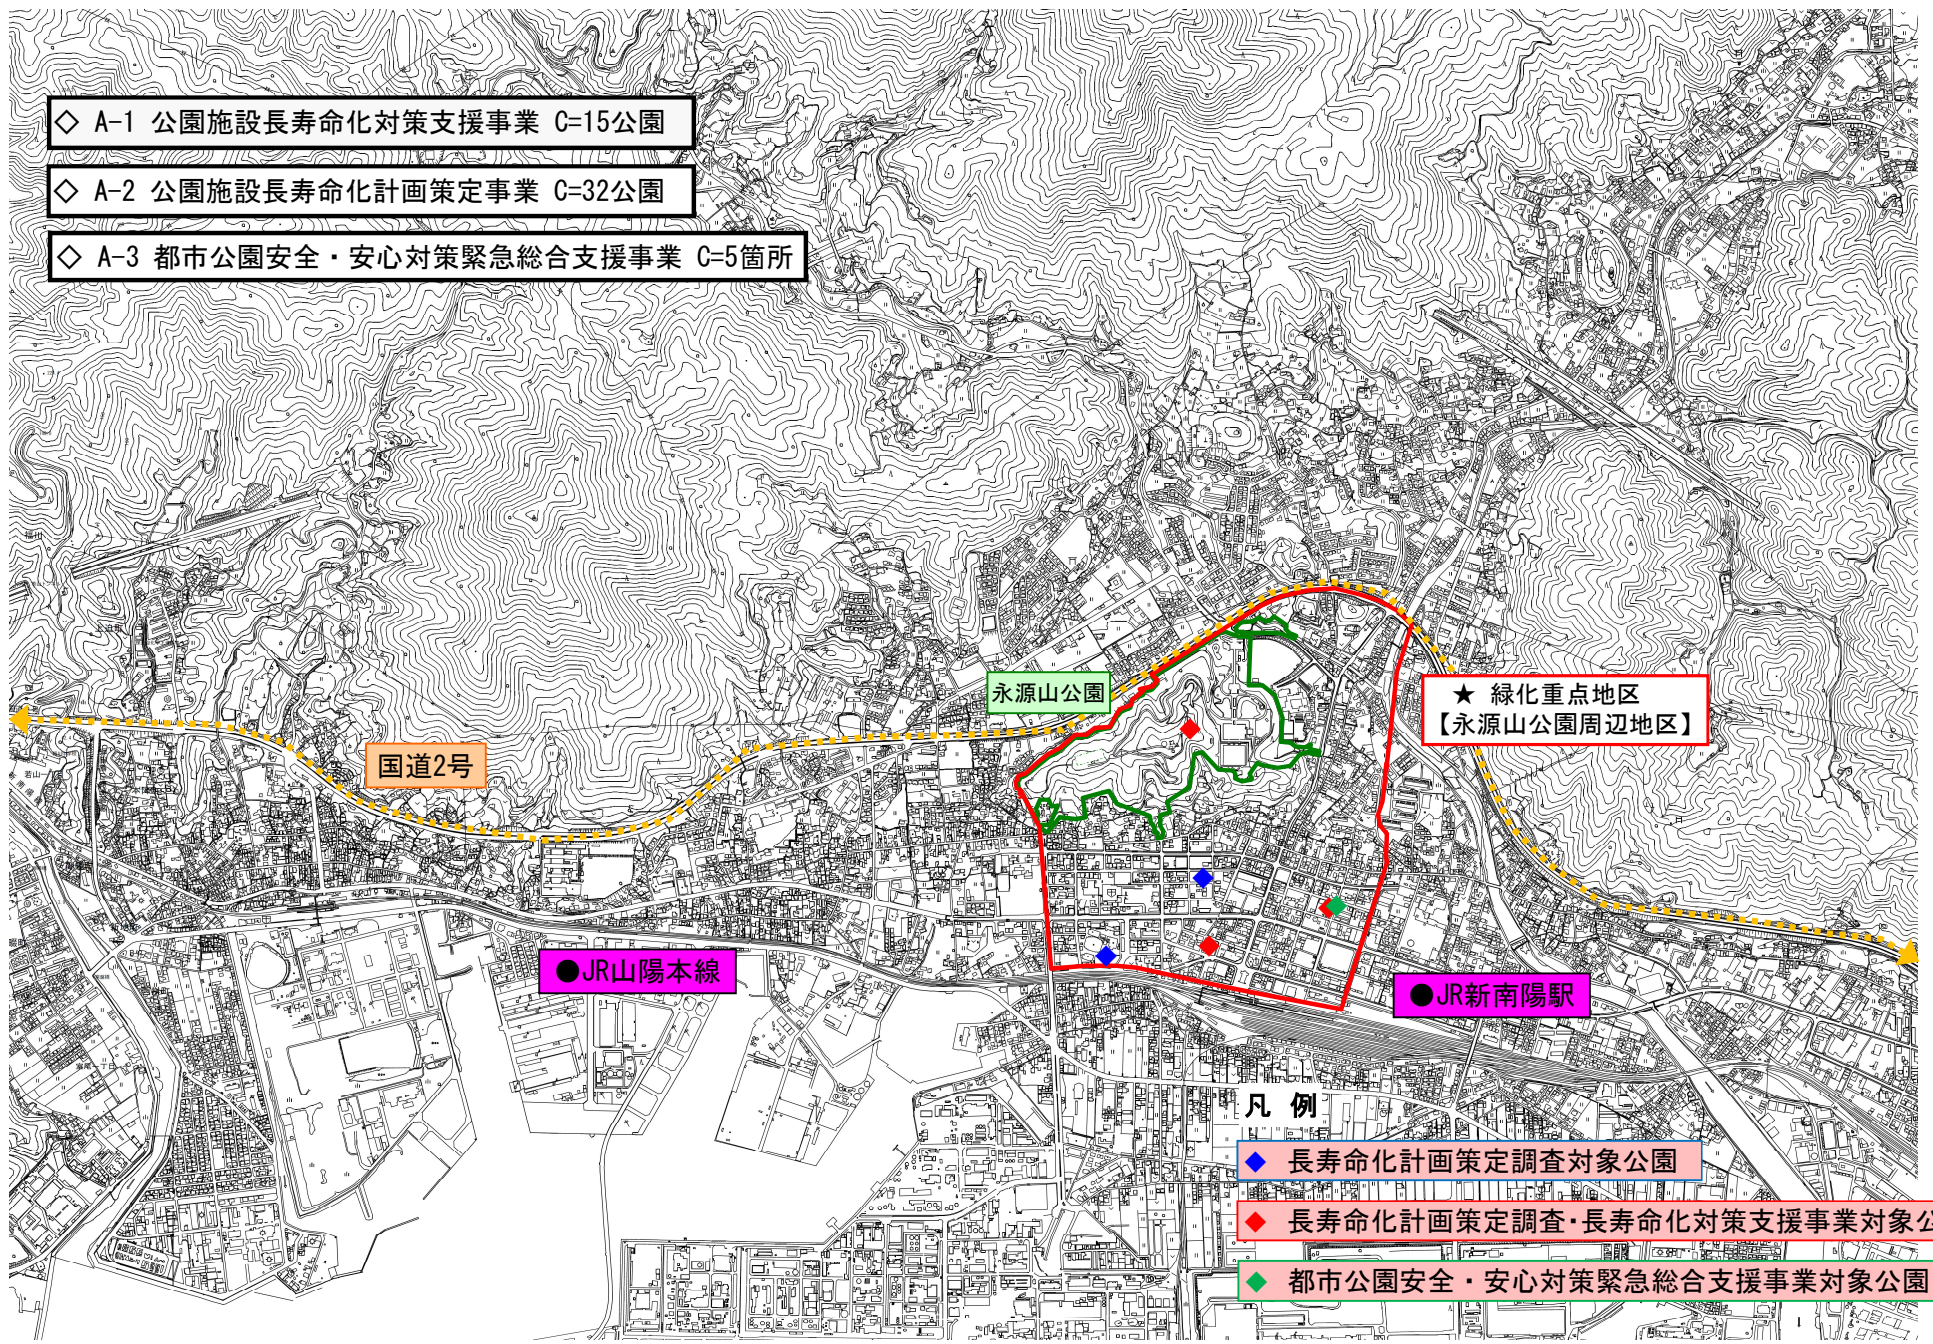 ◇ A-1 公園施設長寿命化対策支援事業 C=15公園
◇ A-2 公園施設長寿命化計画策定事業 C=32公園
◇ A-3 都市公園安全・安心対策緊急総合支援事業 C=5箇所
永源山公園
★ 緑化重点地区
【永源山公園周辺地区】
国道2号
●JR山陽本線
●JR新南陽駅
凡 例
◆ 長寿命化計画策定調査対象公園
◆ 長寿命化計画策定調査・長寿命化対策支援事業対象公
◆ 都市公園安全・安心対策緊急総合支援事業対象公園